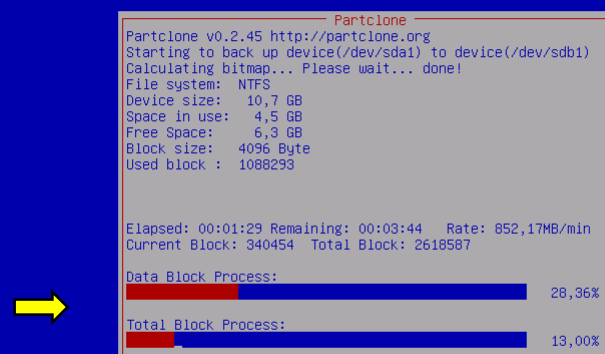 Partclone
Partclone v0.2.45 http://partclone.org
Starting to back up device(/dev/sda1) to device(/dev/sdb1)
Calculating bitmap... Please wait... done!
File system:  NTFS
Device size:   10,7 GB
Space in use:   4,5 GB
Free Space:     6,3 GB
Block size:   4096 Byte
Used block :  1088293
Elapsed: 00:01:29 Remaining: 00:03:44   Rate: 852,17MB/min
Current Block: 340454  Total Block: 2618587
Data Block Process:
28,36%
Total Block Process:
13,00%